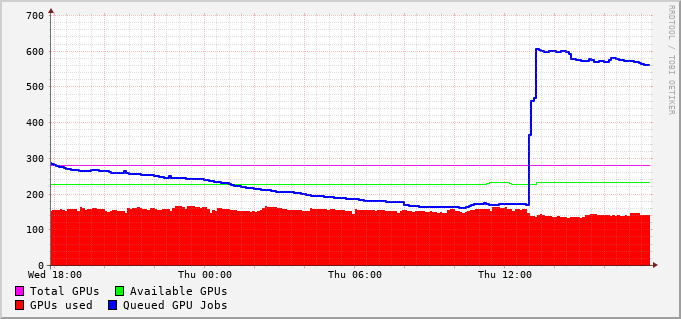 700
600
500
400
300
200
100
0
Wed 18:00 Thu 00:00 Thu 06:00 Thu 12:00
Total GPUs Available GPUs
GPUs used Queued GPU Jobs
RRDTOOL / TOBI OETIKER